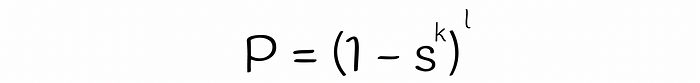 P = (1 - s^k)^l